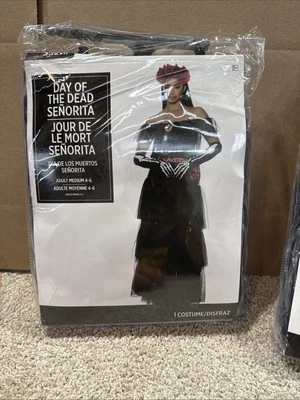 DAY OF
THE DEAD
SEÑORITA
JOUR DE
LE MORT
SEÑORITA
DIA DE LOS MUERTOS
SEÑORITA
ADULT MEDIUM 4-6
ADULTE MOYENNE 4-6
1 COSTUME/DISFRAZ